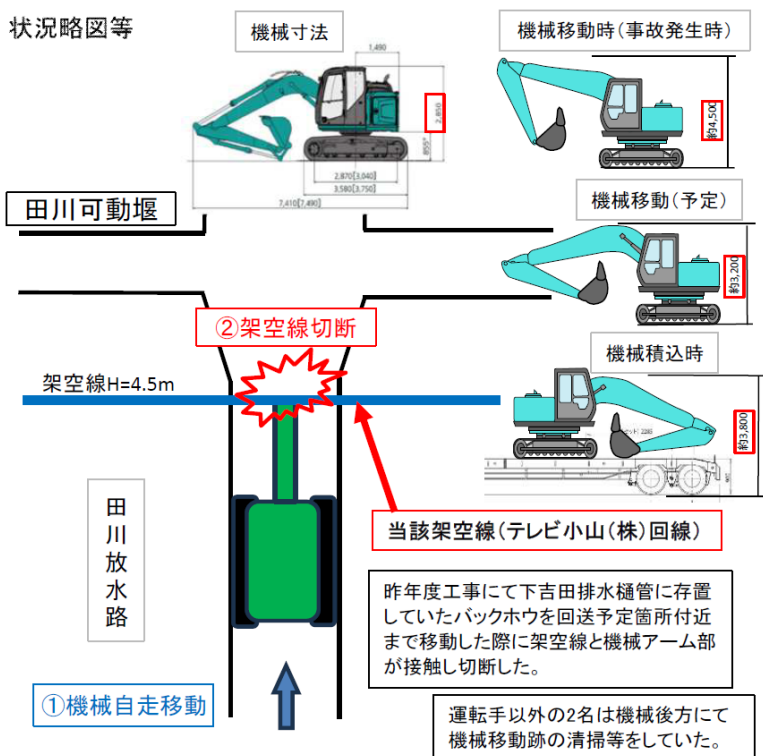 状況略図等
機械寸法
1,490
2,850
855*
2,870[3,040]
3,580[3,750]
7,410[7,490]
機械移動時(事故発生時)
約4,500
機械移動(予定)
約3,200
機械積込時
約3,800
田川可動堰
②架空線切断
架空線H=4.5m
当該架空線(テレビ小山(株)回線)
田川放水路
昨年度工事にて下吉田排水樋管に存置
していたバックホウを回送予定箇所付近
まで移動した際に架空線と機械アーム部
が接触し切断した。
①機械自走移動
運転手以外の2名は機械後方にて
機械移動跡の清掃等をしていた。